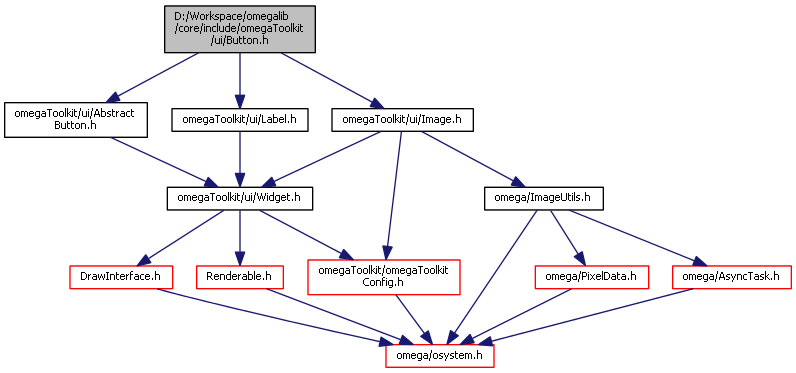 D:/Workspace/omegalib
/core/include/omegaToolkit
/ui/Button.h
omegaToolkit/ui/Abstract
Button.h
omegaToolkit/ui/Label.h
omegaToolkit/ui/Image.h
omegaToolkit/ui/Widget.h
omega/ImageUtils.h
DrawInterface.h
Renderable.h
omegaToolkit/omegaToolkit
Config.h
omega/PixelData.h
omega/AsyncTask.h
omega/osystem.h